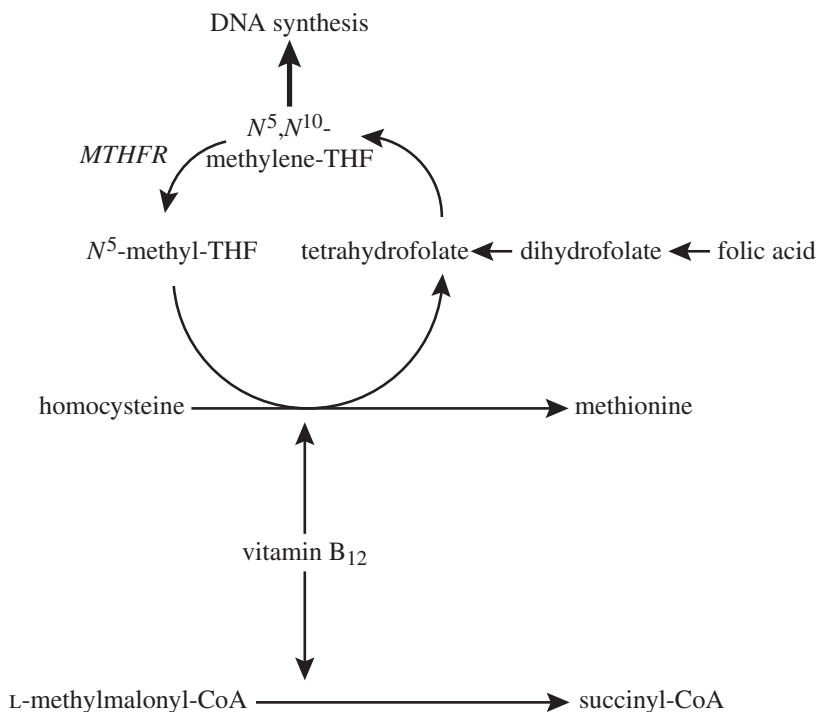 DNA synthesis
N⁵,N¹⁰-
methylene-THF
MTHFR
N⁵-methyl-THF
tetrahydrofolate
dihydrofolate
folic acid
homocysteine
methionine
vitamin B₁₂
L-methylmalonyl-CoA
succinyl-CoA